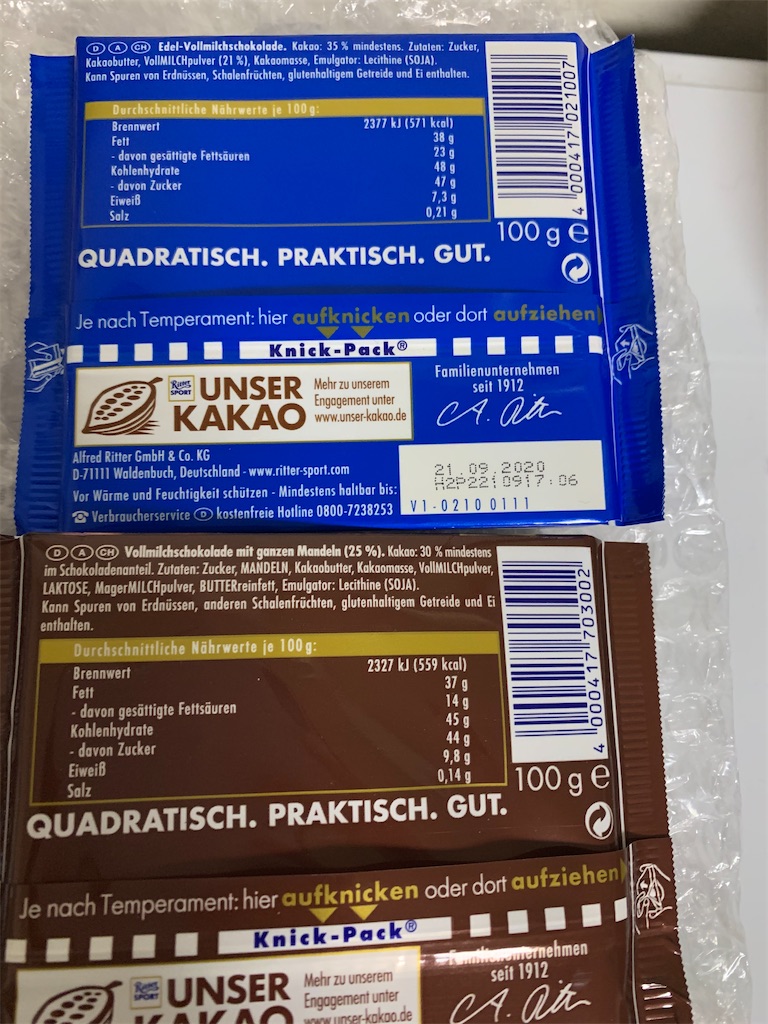 D A CH Edel-Vollmilchschokolade. Kakao: 35 % mindestens. Zutaten: Zucker,
Kakaobutter, VollMILCHpulver (21 %), Kakaomasse, Emulgator: Lecithine (SOJA).
Kann Spuren von Erdnüssen, Schalenfrüchten, glutenhaltigem Getreide und Ei enthalten.
Durchschnittliche Nährwerte je 100 g:
Brennwert 2377 kJ (571 kcal)
Fett 38 g
- davon gesättigte Fettsäuren 23 g
Kohlenhydrate 48 g
- davon Zucker 47 g
Eiweiß 7,3 g
Salz 0,21 g
4 000417 021007
100 g e
QUADRATISCH. PRAKTISCH. GUT.
Je nach Temperament: hier aufknicken oder dort aufziehen
Knick-Pack®
Ritter SPORT
UNSER
KAKAO
Mehr zu unserem
Engagement unter
www.unser-kakao.de
Familienunternehmen
seit 1912
Alfred Ritter GmbH & Co. KG
D-71111 Waldenbuch, Deutschland - www.ritter-sport.com
Vor Wärme und Feuchtigkeit schützen - Mindestens haltbar bis:
Verbraucherservice D kostenfreie Hotline 0800-7238253
21.09.2020
H2P2210917:06
V1-0210 0111
D A CH Vollmilchschokolade mit ganzen Mandeln (25 %). Kakao: 30 % mindestens
im Schokoladenanteil. Zutaten: Zucker, MANDELN, Kakaobutter, Kakaomasse, VollMILCHpulver,
LAKTOSE, MagerMILCHpulver, BUTTERreinfett, Emulgator: Lecithine (SOJA).
Kann Spuren von Erdnüssen, anderen Schalenfrüchten, glutenhaltigem Getreide und Ei
enthalten.
Durchschnittliche Nährwerte je 100 g:
Brennwert 2327 kJ (559 kcal)
Fett 37 g
- davon gesättigte Fettsäuren 14 g
Kohlenhydrate 45 g
- davon Zucker 44 g
Eiweiß 9,8 g
Salz 0,14 g
4 000417 703002
100 g e
QUADRATISCH. PRAKTISCH. GUT.
Je nach Temperament: hier aufknicken oder dort aufziehen
Knick-Pack®
Ritter SPORT
UNSER
KAKAO
Mehr zu unserem
Engagement unter
www.unser-kakao.de
seit 1912